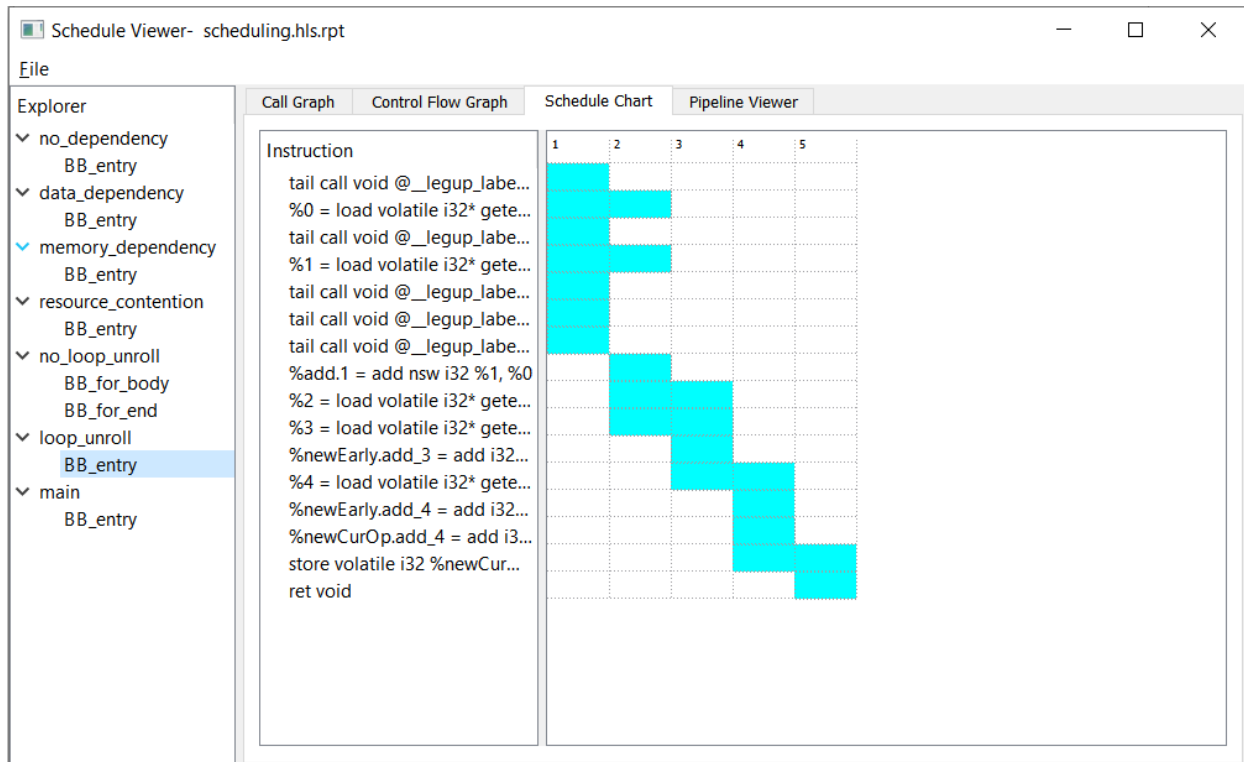 Schedule Viewer- scheduling.hls.rpt
File
Explorer
no_dependency
BB_entry
data_dependency
BB_entry
memory_dependency
BB_entry
resource_contention
BB_entry
no_loop_unroll
BB_for_body
BB_for_end
loop_unroll
BB_entry
main
BB_entry
Call Graph Control Flow Graph Schedule Chart Pipeline Viewer
Instruction
tail call void @__legup_labe...
%0 = load volatile i32* gete...
tail call void @__legup_labe...
%1 = load volatile i32* gete...
tail call void @__legup_labe...
tail call void @__legup_labe...
tail call void @__legup_labe...
%add.1 = add nsw i32 %1, %0
%2 = load volatile i32* gete...
%3 = load volatile i32* gete...
%newEarly.add_3 = add i32...
%4 = load volatile i32* gete...
%newEarly.add_4 = add i32...
%newCurOp.add_4 = add i3...
store volatile i32 %newCur...
ret void
1 2 3 4 5